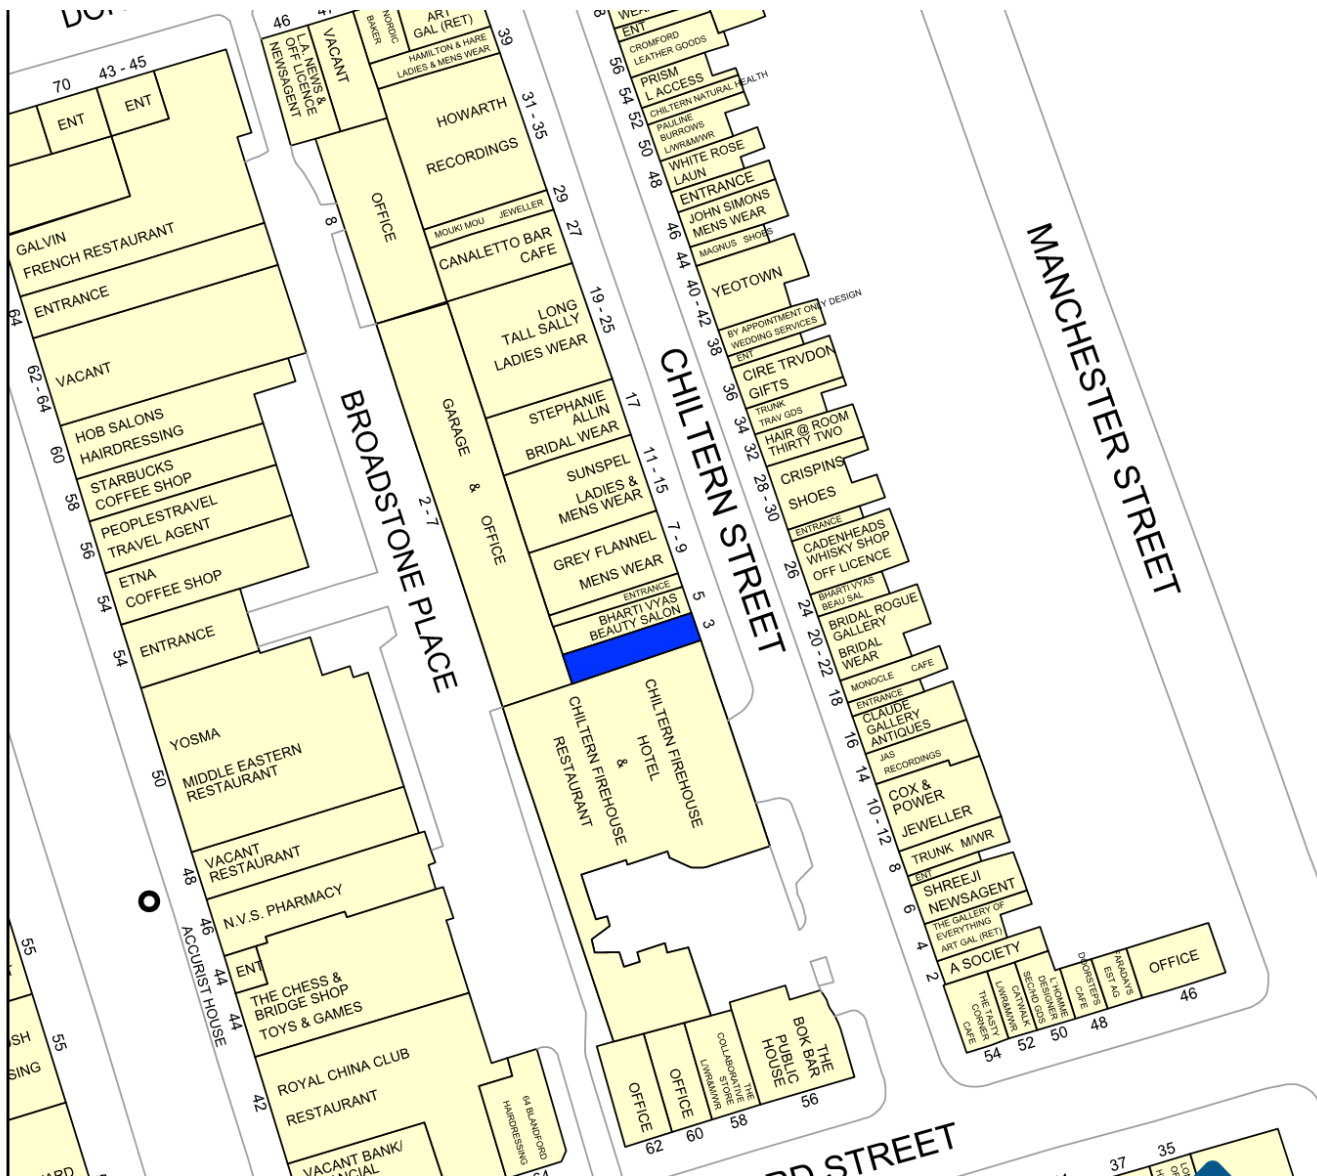 46
70
43 - 45
ENT
ENT
L.A. NEWS &
OFF LICENCE
NEWSAGENT
VACANT
NORDIC
BAKER
ART
GAL (RET)
HAMILTON & HARE
LADIES & MENS WEAR
39
HOWARTH
RECORDINGS
31 - 35
OFFICE
8
MOUKI MOU JEWELLER
29
CANALETTO BAR
CAFE
27
LONG
TALL SALLY
LADIES WEAR
19 - 25
STEPHANIE
ALLIN
BRIDAL WEAR
17
SUNSPEL
LADIES &
MENS WEAR
11 - 15
GREY FLANNEL
MENS WEAR
7 - 9
ENTRANCE
BHARTI VYAS
BEAUTY SALON
5
3
GARAGE
&
OFFICE
2 - 7
BROADSTONE PLACE
CHILTERN FIREHOUSE
HOTEL
&
CHILTERN FIREHOUSE
RESTAURANT
GALVIN
FRENCH RESTAURANT
ENTRANCE
64
VACANT
62 - 64
HOB SALONS
HAIRDRESSING
60
STARBUCKS
COFFEE SHOP
58
PEOPLESTRAVEL
TRAVEL AGENT
56
ETNA
COFFEE SHOP
54
ENTRANCE
54
YOSMA
MIDDLE EASTERN
RESTAURANT
50
VACANT
RESTAURANT
48
N.V.S. PHARMACY
46
ACCURIST HOUSE
ENT
44
THE CHESS &
BRIDGE SHOP
TOYS & GAMES
44
ROYAL CHINA CLUB
RESTAURANT
42
VACANT BANK/
64 BLANDFORD
HAIRDRESSING
55
55
OFFICE
62
OFFICE
60
THE
COLLABORATIVE
STORE
L/WR&M/WR
58
THE
BOK BAR
PUBLIC
HOUSE
56
CHILTERN STREET
MANCHESTER STREET
ENT
CROMFORD
LEATHER GOODS
56
PRISM
L ACCESS
54
CHILTERN NATURAL HEALTH
52
PAULINE
BURROWS
L/WR&M/WR
50
WHITE ROSE
LAUN
48
ENTRANCE
JOHN SIMONS
MENS WEAR
46
MAGNUS SHOES
44
YEOTOWN
40 - 42
BY APPOINTMENT ONLY DESIGN
WEDDING SERVICES
38
ENT
CIRE TRVDON
GIFTS
36
TRUNK
TRAV GDS
34
HAIR @ ROOM
THIRTY TWO
32
CRISPINS
SHOES
28 - 30
ENTRANCE
CADENHEADS
WHISKY SHOP
OFF LICENCE
26
BHARTI VYAS
BEAU SAL
24
BRIDAL ROGUE
GALLERY
BRIDAL
WEAR
20 - 22
MONOCLE CAFE
18
ENTRANCE
CLAUDE
GALLERY
ANTIQUES
16
JAS
RECORDINGS
14
COX &
POWER
JEWELLER
10 - 12
TRUNK M/WR
8
ENT
SHREEJI
NEWSAGENT
6
THE GALLERY OF
EVERYTHING
ART GAL (RET)
4
A SOCIETY
2
THE TASTY
CORNER
CAFE
54
CATWALK
L/WR&M/WR
52
L'HOMME
DESIGNER
SEC/HD GDS
50
DOORSTEPS
CAFE
FARADAYS
EST AG
48
OFFICE
46
RD STREET
37
35